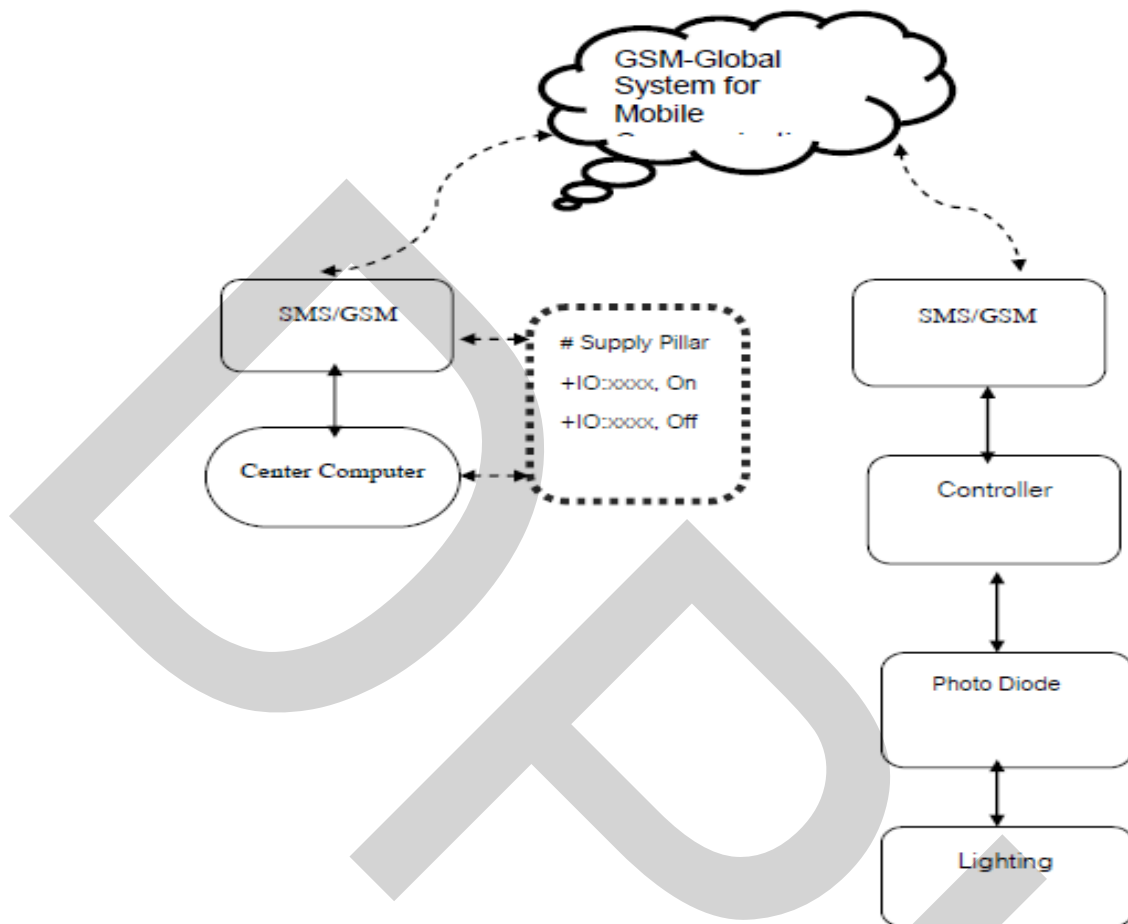 GSM-Global
System for
Mobile
SMS/GSM
# Supply Pillar
+IO:xxxx, On
+IO:xxxx, Off
Center Computer
SMS/GSM
Controller
Photo Diode
Lighting